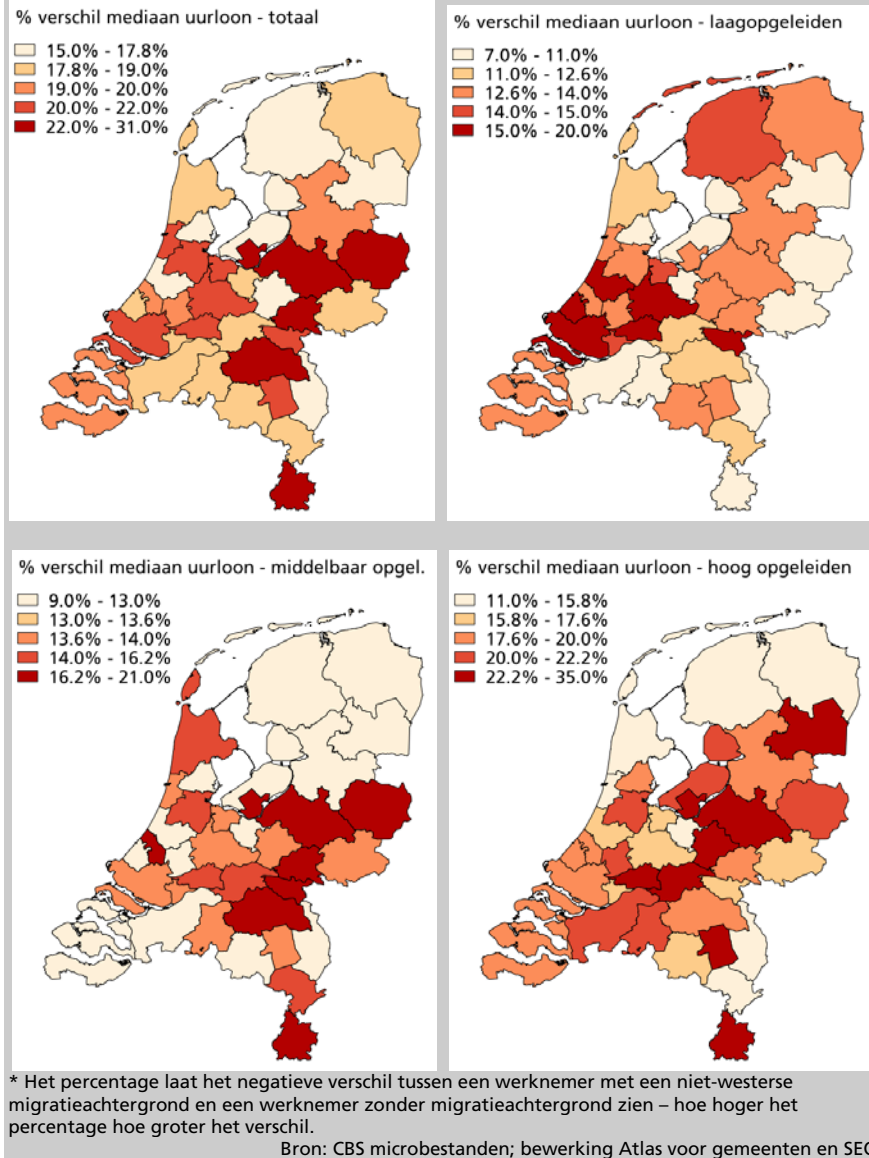 % verschil mediaan uurloon - totaal
15.0% - 17.8%
17.8% - 19.0%
19.0% - 20.0%
20.0% - 22.0%
22.0% - 31.0%
% verschil mediaan uurloon - laagopgeleiden
7.0% - 11.0%
11.0% - 12.6%
12.6% - 14.0%
14.0% - 15.0%
15.0% - 20.0%
% verschil mediaan uurloon - middelbaar opgel.
9.0% - 13.0%
13.0% - 13.6%
13.6% - 14.0%
14.0% - 16.2%
16.2% - 21.0%
% verschil mediaan uurloon - hoog opgeleiden
11.0% - 15.8%
15.8% - 17.6%
17.6% - 20.0%
20.0% - 22.2%
22.2% - 35.0%
* Het percentage laat het negatieve verschil tussen een werknemer met een niet-westerse
migratieachtergrond en een werknemer zonder migratieachtergrond zien – hoe hoger het
percentage hoe groter het verschil.
Bron: CBS microbestanden; bewerking Atlas voor gemeenten en SEO